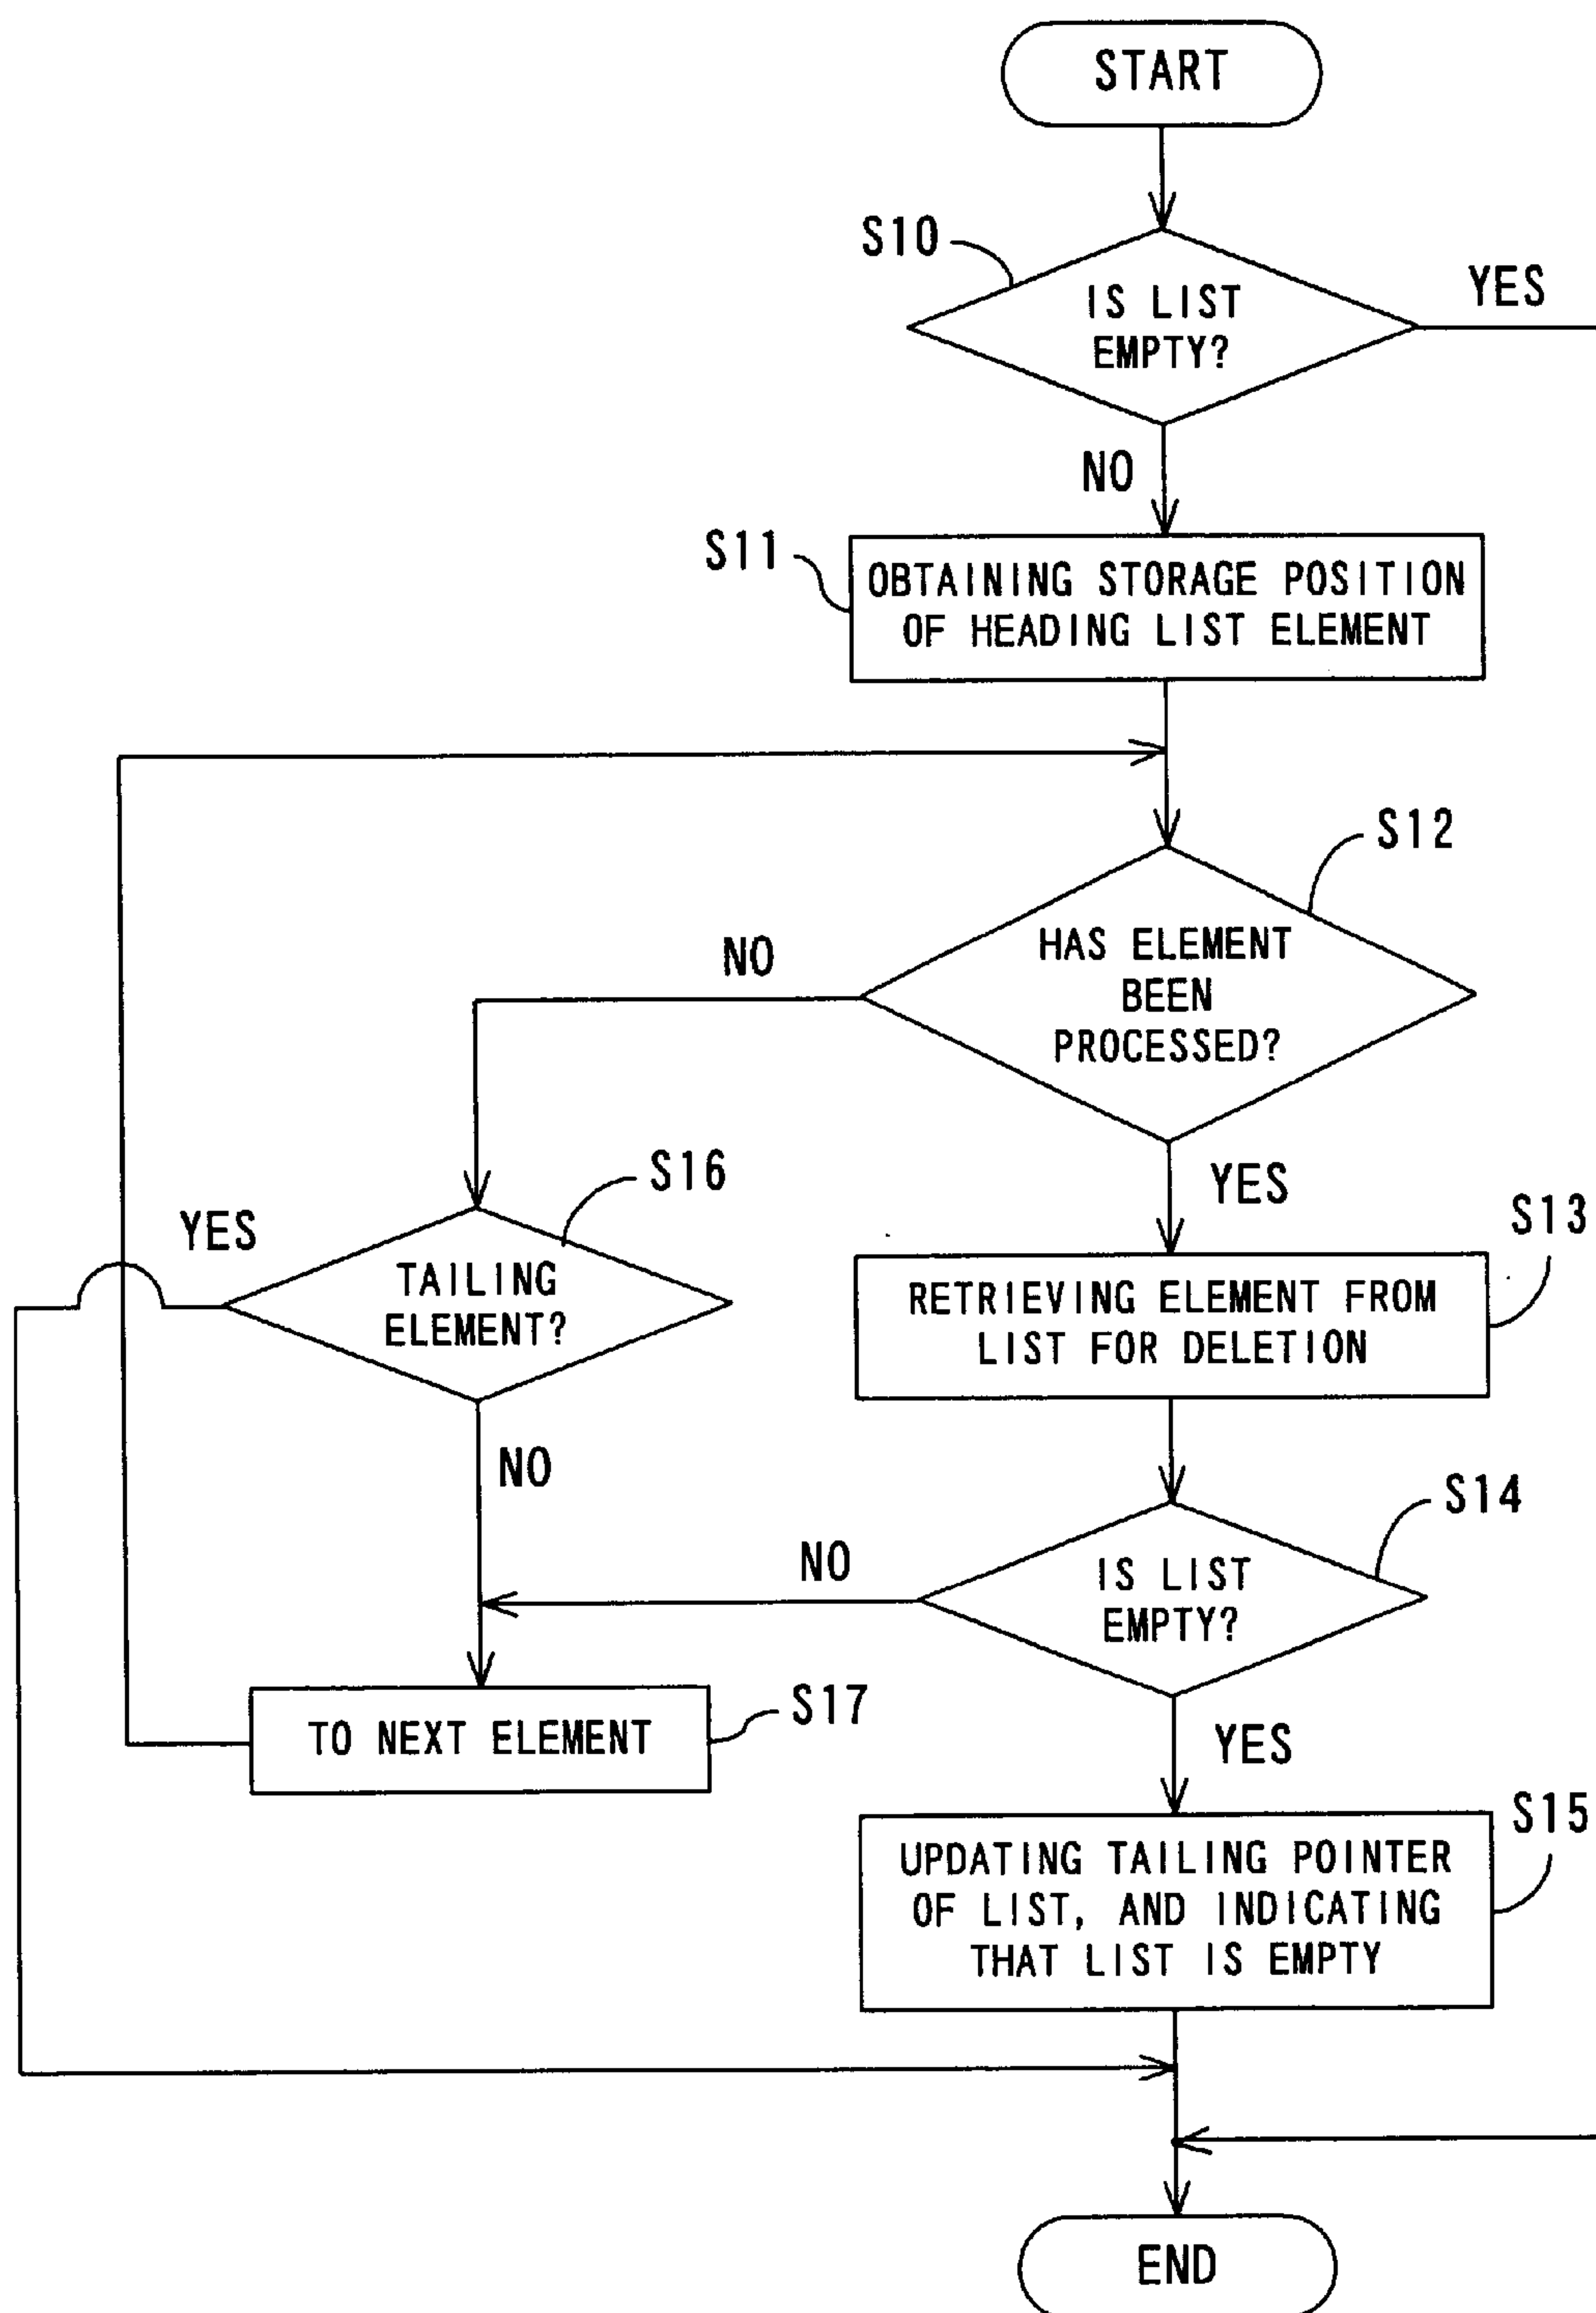 START
S10
IS LIST
EMPTY?
YES
NO
S11
OBTAINING STORAGE POSITION
OF HEADING LIST ELEMENT
S12
HAS ELEMENT
BEEN
PROCESSED?
NO
YES
S16
YES
TAILING
ELEMENT?
NO
S13
RETRIEVING ELEMENT FROM
LIST FOR DELETION
S14
NO
IS LIST
EMPTY?
YES
S17
TO NEXT ELEMENT
S15
UPDATING TAILING POINTER
OF LIST, AND INDICATING
THAT LIST IS EMPTY
END